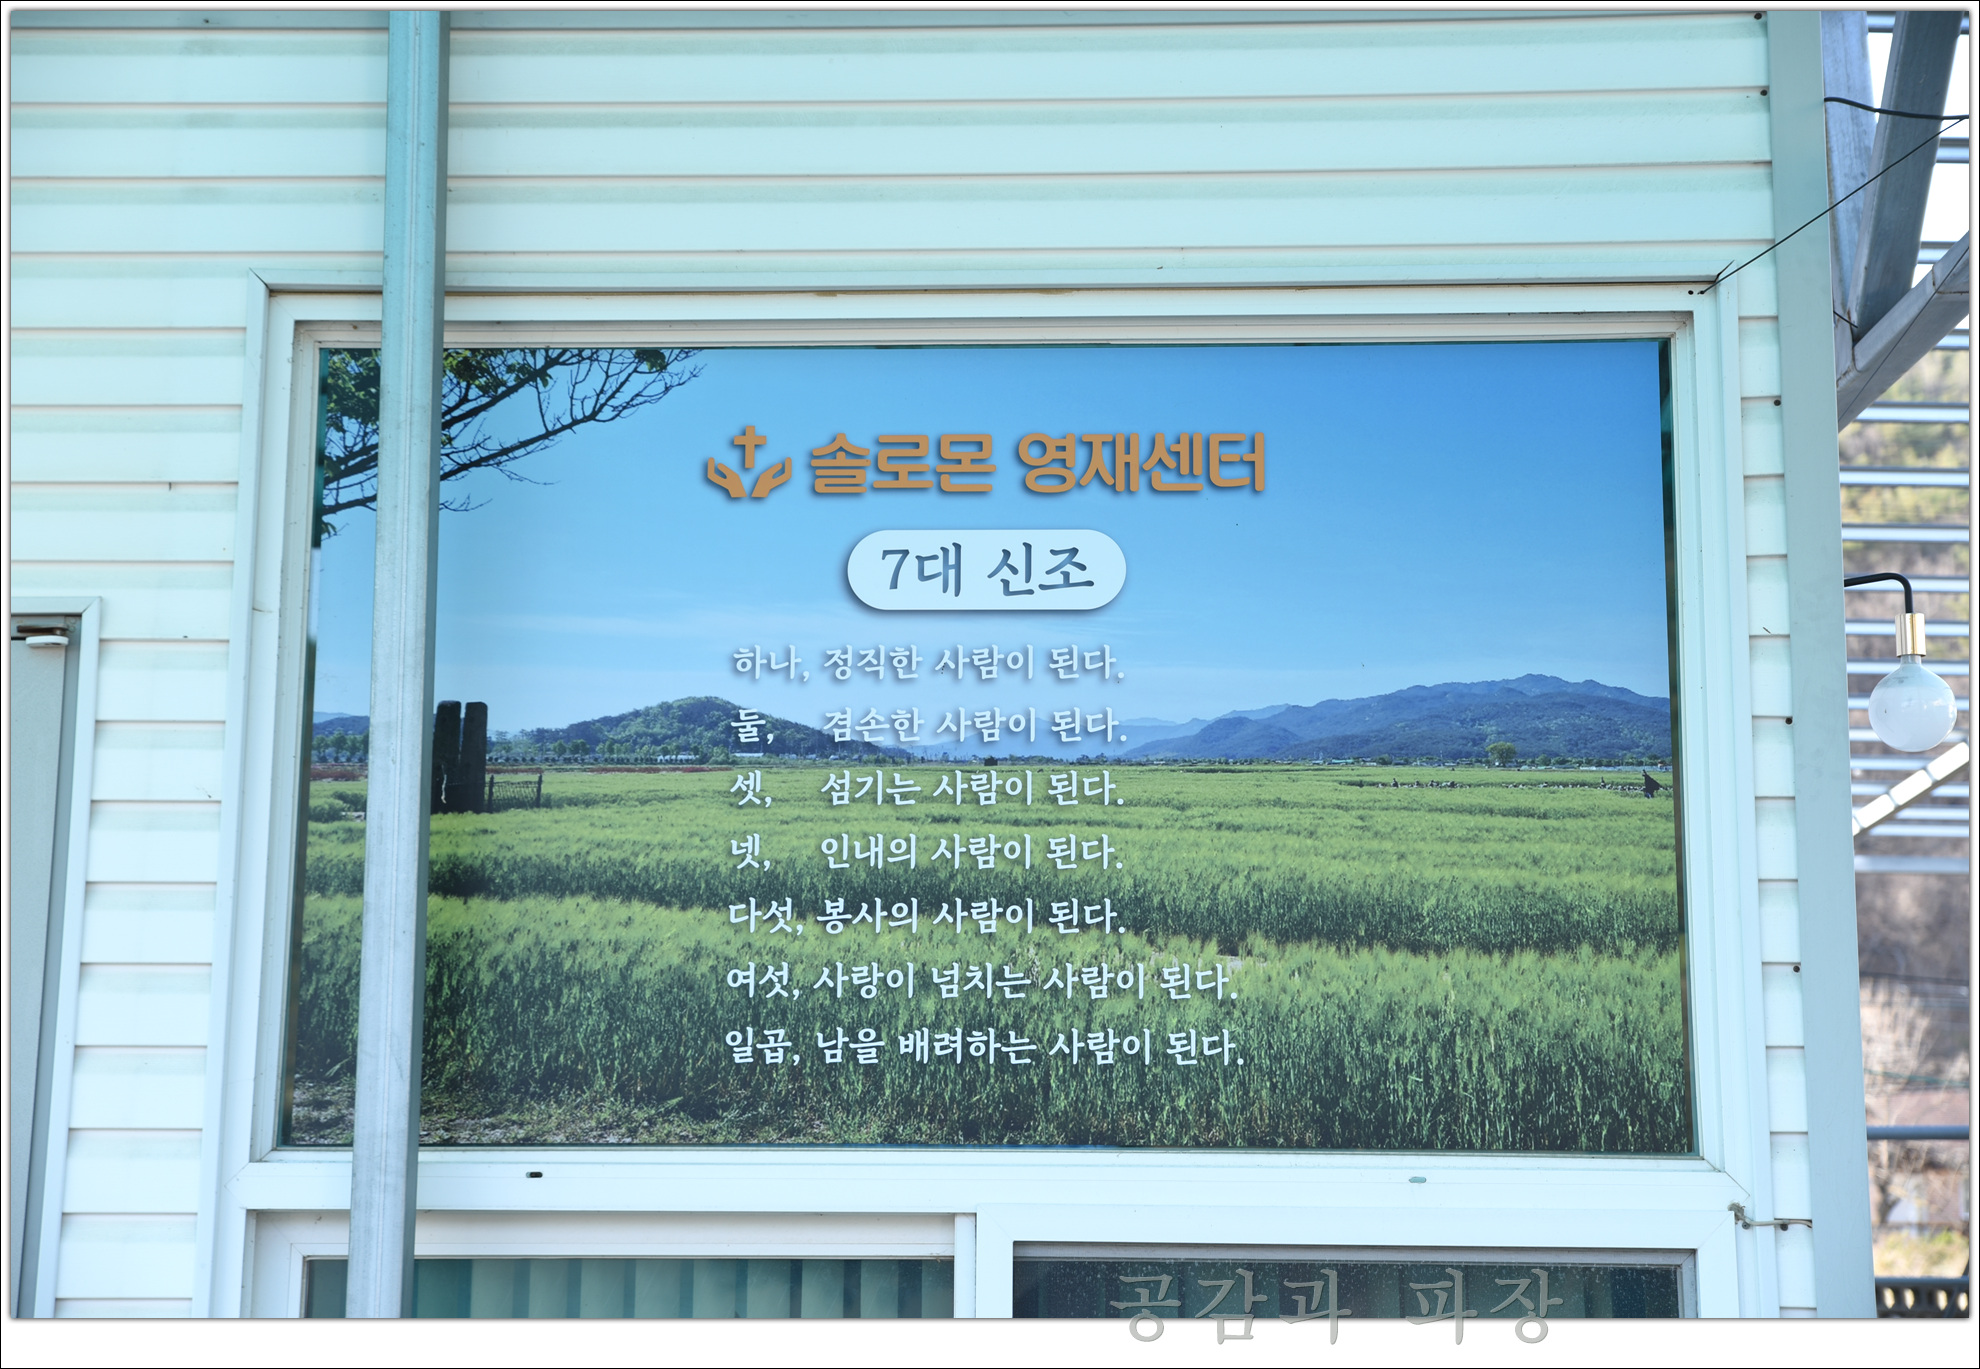 솔로몬 영재센터
7대 신조
하나, 정직한 사람이 된다.
둘, 겸손한 사람이 된다.
셋, 섬기는 사람이 된다.
넷, 인내의 사람이 된다.
다섯, 봉사의 사람이 된다.
여섯, 사랑이 넘치는 사람이 된다.
일곱, 남을 배려하는 사람이 된다.
공감과 파장